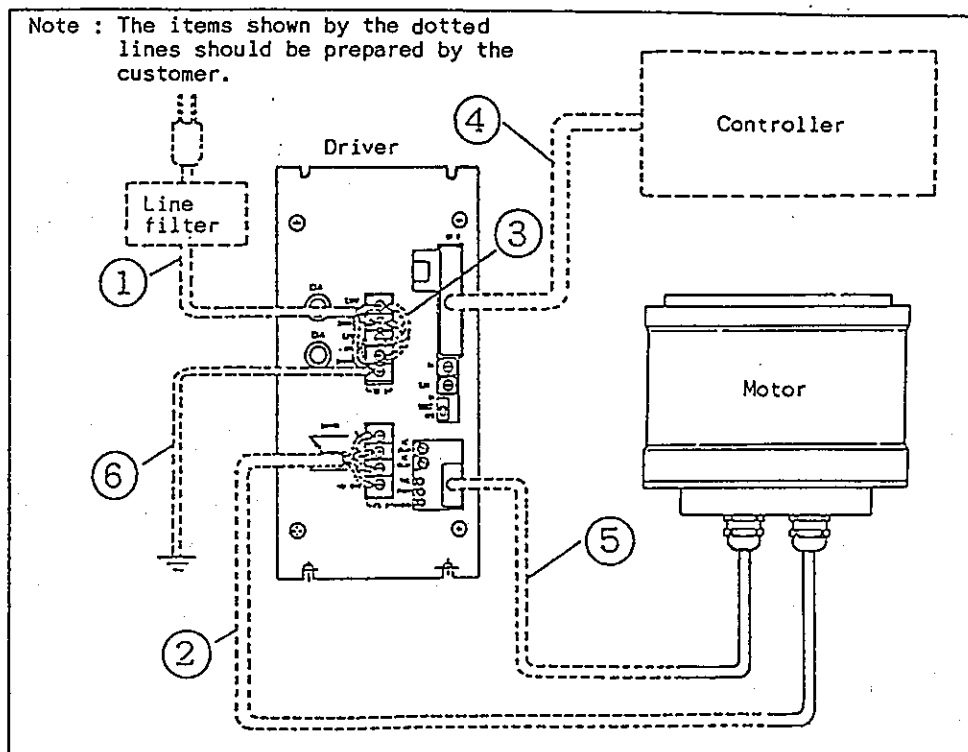 Note : The items shown by the dotted
lines should be prepared by the
customer.
4
Controller
Driver
Line
filter
3
1
Motor
6
5
2